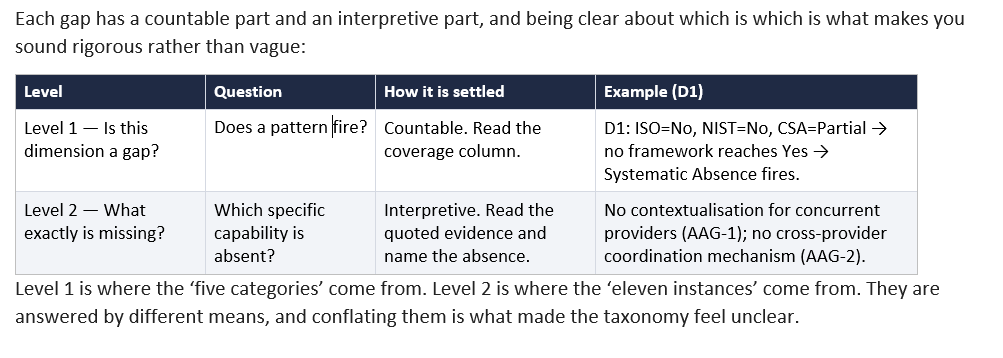 Each gap has a countable part and an interpretive part, and being clear about which is which is what makes you
sound rigorous rather than vague:
Level
Question
How it is settled
Example (D1)
Level 1 — Is this
dimension a gap?
Does a pattern fire?
Countable. Read the
coverage column.
D1: ISO=No, NIST=No, CSA=Partial →
no framework reaches Yes →
Systematic Absence fires.
Level 2 — What
exactly is missing?
Which specific
capability is
absent?
Interpretive. Read the
quoted evidence and
name the absence.
No contextualisation for concurrent
providers (AAG-1); no cross-provider
coordination mechanism (AAG-2).
Level 1 is where the ‘five categories’ come from. Level 2 is where the ‘eleven instances’ come from. They are
answered by different means, and conflating them is what made the taxonomy feel unclear.